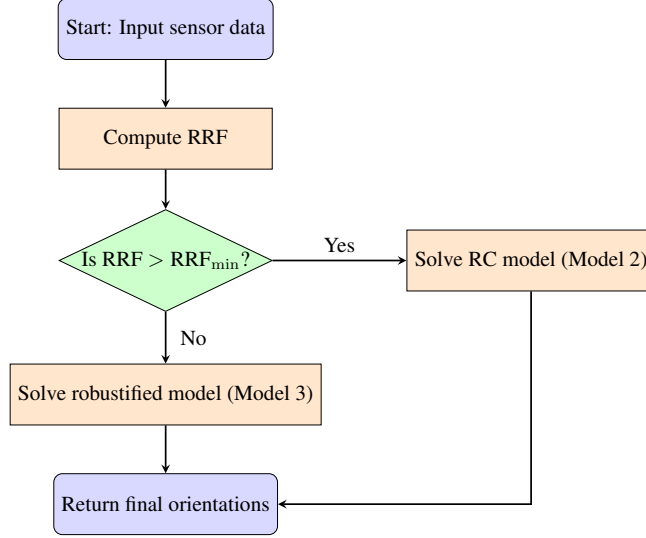 Start: Input sensor data
Compute RRF
Is RRF > RRF_min?
Yes
Solve RC model (Model 2)
No
Solve robustified model (Model 3)
Return final orientations